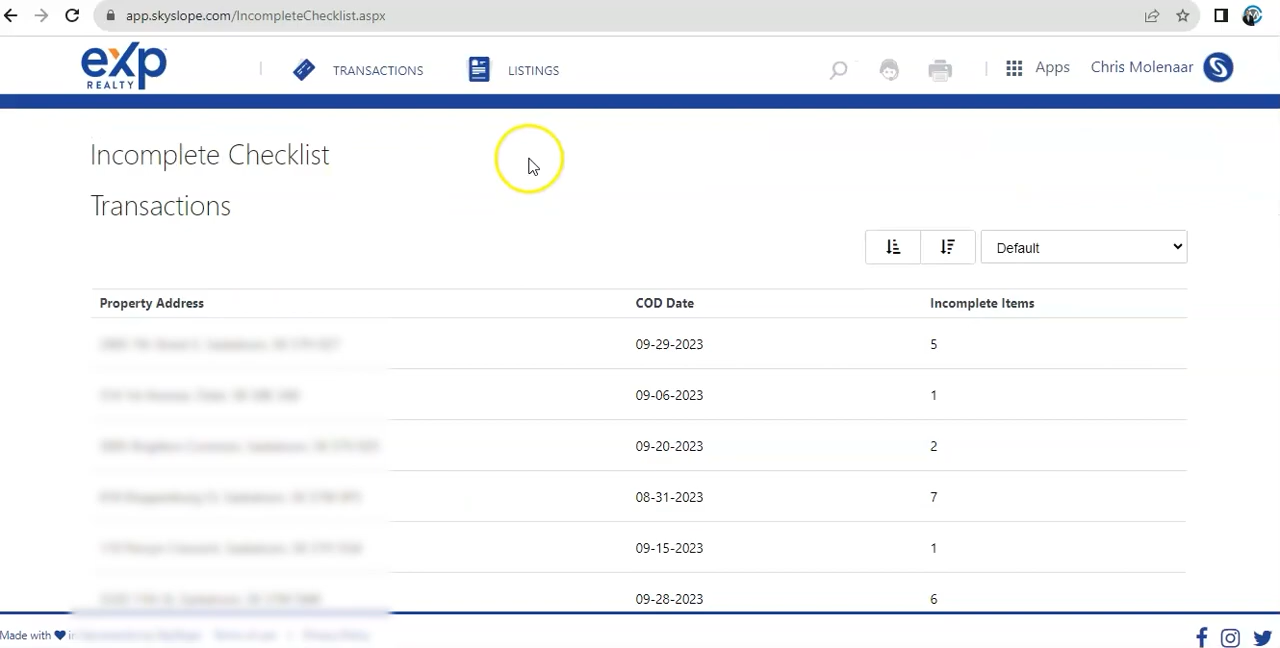 app.skyslope.com/IncompleteChecklist.aspx
eXp
REALTY
TRANSACTIONS
LISTINGS
Apps
Chris Molenaar
Incomplete Checklist
Transactions
Default
Property Address COD Date Incomplete Items
09-29-2023 5
09-06-2023 1
09-20-2023 2
08-31-2023 7
09-15-2023 1
09-28-2023 6
Made with